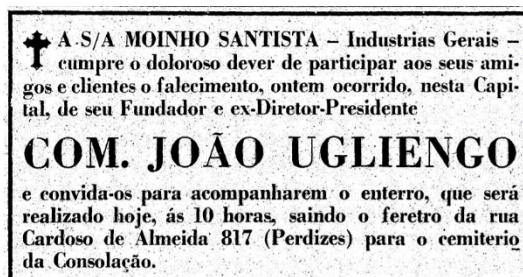 A S/A MOINHO SANTISTA – Industrias Gerais –
cumpre o doloroso dever de participar aos seus ami-
gos e clientes o falecimento, ontem ocorrido, nesta Capi-
tal, de seu Fundador e ex-Diretor-Presidente
COM. JOÃO UGLIENGO
e convida-os para acompanharem o enterro, que será
realizado hoje, ás 10 horas, saindo o feretro da rua
Cardoso de Almeida 817 (Perdizes) para o cemiterio
da Consolação.